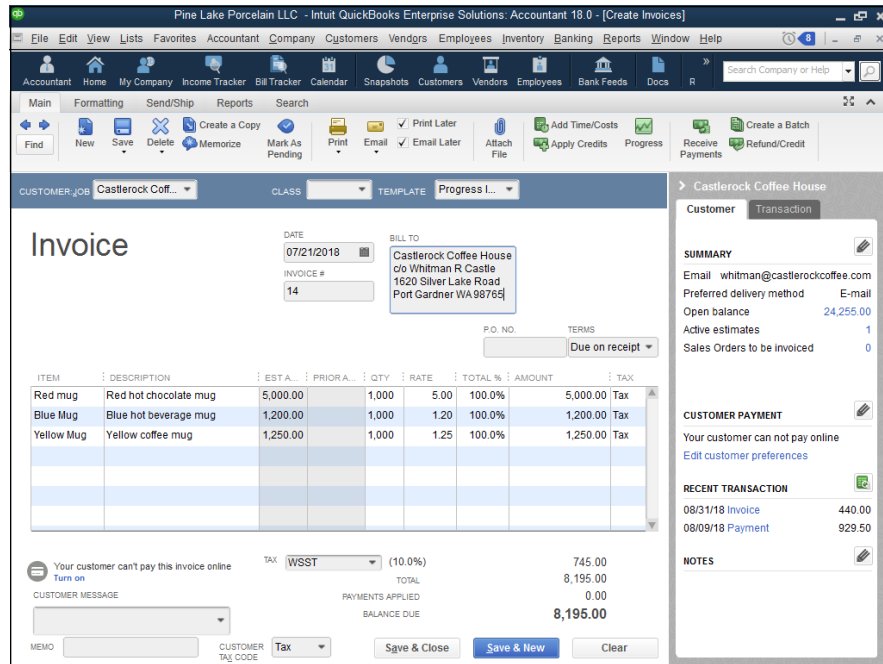 Pine Lake Porcelain LLC - Intuit QuickBooks Enterprise Solutions: Accountant 18.0 - [Create Invoices]
File Edit View Lists Favorites Accountant Company Customers Vendors Employees Inventory Banking Reports Window Help 8
Accountant Home My Company Income Tracker Bill Tracker Calendar Snapshots Customers Vendors Employees Bank Feeds Docs R » Search Company or Help
Main Formatting Send/Ship Reports Search
Find New Save Delete Create a Copy Memorize Mark As Pending Print Email Print Later Email Later Attach File Add Time/Costs Apply Credits Progress Receive Payments Create a Batch Refund/Credit
CUSTOMER:JOB Castlerock Coff... CLASS TEMPLATE Progress I...
Invoice
DATE
07/21/2018
INVOICE #
14
BILL TO
Castlerock Coffee House
c/o Whitman R Castle
1620 Silver Lake Road
Port Gardner WA 98765
P.O. NO. TERMS
Due on receipt
ITEM DESCRIPTION EST A... PRIOR A... QTY RATE TOTAL % AMOUNT TAX
Red mug Red hot chocolate mug 5,000.00 1,000 5.00 100.0% 5,000.00 Tax
Blue Mug Blue hot beverage mug 1,200.00 1,000 1.20 100.0% 1,200.00 Tax
Yellow Mug Yellow coffee mug 1,250.00 1,000 1.25 100.0% 1,250.00 Tax
Your customer can't pay this invoice online
Turn on
TAX WSST (10.0%) 745.00
TOTAL 8,195.00
PAYMENTS APPLIED 0.00
BALANCE DUE 8,195.00
CUSTOMER MESSAGE
MEMO
CUSTOMER TAX CODE Tax
Save & Close Save & New Clear
Castlerock Coffee House
Customer Transaction
SUMMARY
Email whitman@castlerockcoffee.com
Preferred delivery method E-mail
Open balance 24,255.00
Active estimates 1
Sales Orders to be invoiced 0
CUSTOMER PAYMENT
Your customer can not pay online
Edit customer preferences
RECENT TRANSACTION
08/31/18 Invoice 440.00
08/09/18 Payment 929.50
NOTES